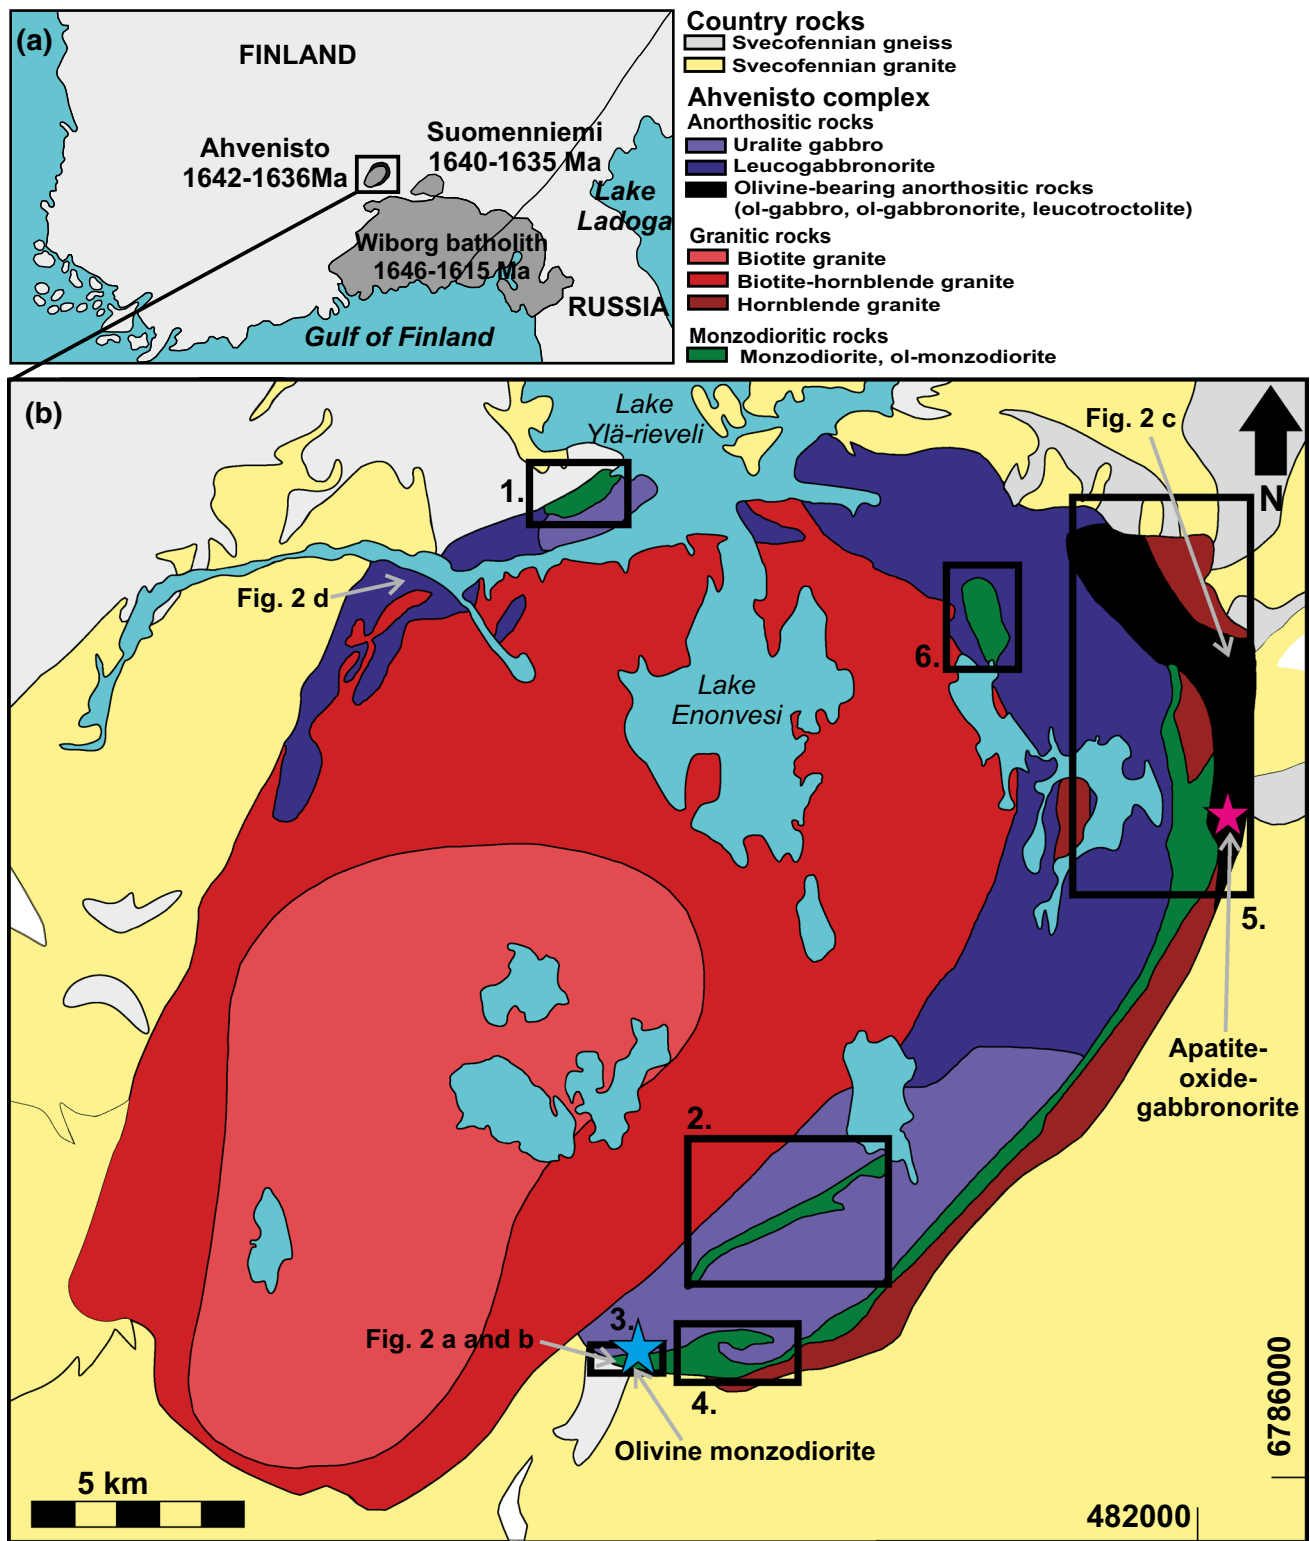 (a)
FINLAND
Ahvenisto
1642-1636Ma
Suomenniemi
1640-1635 Ma
Lake
Ladoga
Wiborg batholith
1646-1615 Ma
RUSSIA
Gulf of Finland
Country rocks
Svecofennian gneiss
Svecofennian granite
Ahvenisto complex
Anorthositic rocks
Uralite gabbro
Leucogabbronorite
Olivine-bearing anorthositic rocks
(ol-gabbro, ol-gabbronorite, leucotroctolite)
Granitic rocks
Biotite granite
Biotite-hornblende granite
Hornblende granite
Monzodioritic rocks
Monzodiorite, ol-monzodiorite
(b)
Lake
Ylä-rieveli
Fig. 2 c
N
1.
Fig. 2 d
6.
Lake
Enonvesi
5.
Apatite-
oxide-
gabbronorite
2.
3.
Fig. 2 a and b
4.
Olivine monzodiorite
5 km
6786000
482000